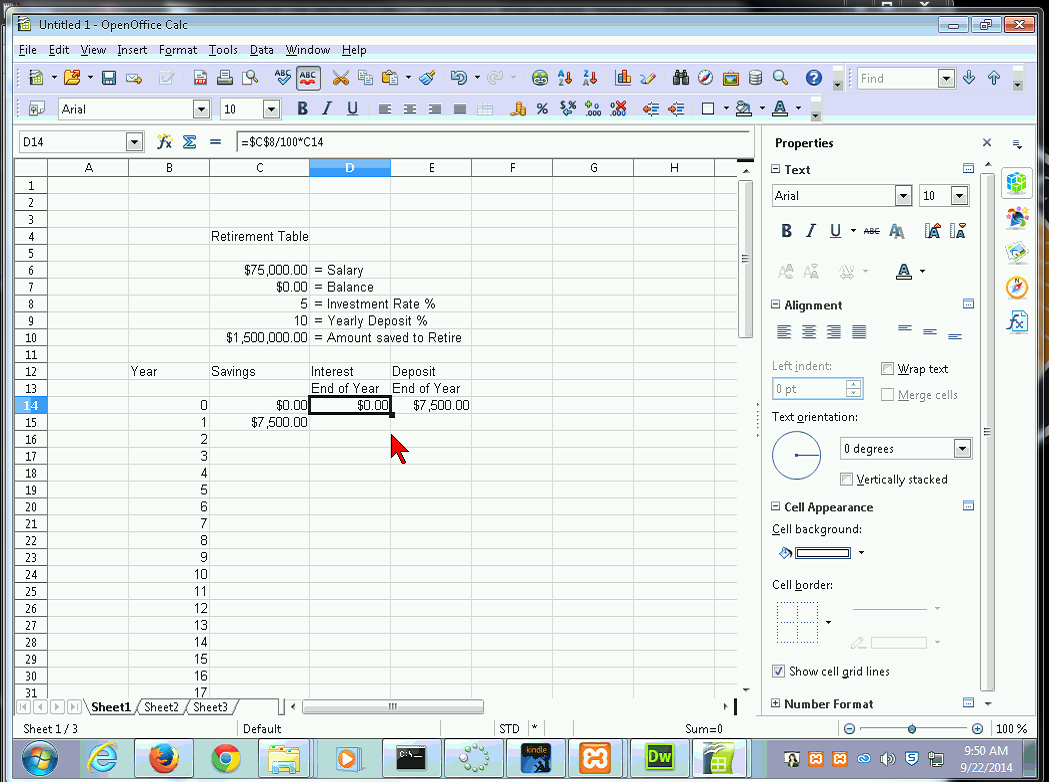 Untitled 1 - OpenOffice Calc
File Edit View Insert Format Tools Data Window Help
ABC ABC Find
Arial 10 B I U
D14 =$C$8/100*C14
A B C D E F G H
1
2
3
4 Retirement Table
5
6 $75,000.00 = Salary
7 $0.00 = Balance
8 5 = Investment Rate %
9 10 = Yearly Deposit %
10 $1,500,000.00 = Amount saved to Retire
11
12 Year Savings Interest Deposit
13 End of Year End of Year
14 0 $0.00 $0.00 $7,500.00
15 1 $7,500.00
16 2
17 3
18 4
19 5
20 6
21 7
22 8
23 9
24 10
25 11
26 12
27 13
28 14
29 15
30 16
31 17
Sheet1 Sheet2 Sheet3
Sheet 1 / 3 Default STD * Sum=0 100 %
Properties
Text
Arial 10
B I U ABC AA
Alignment
Left indent:
0 pt
Wrap text
Merge cells
Text orientation:
0 degrees
Vertically stacked
Cell Appearance
Cell background:
Cell border:
Show cell grid lines
Number Format
C:\_ kindle Dw
9:50 AM
9/22/2014